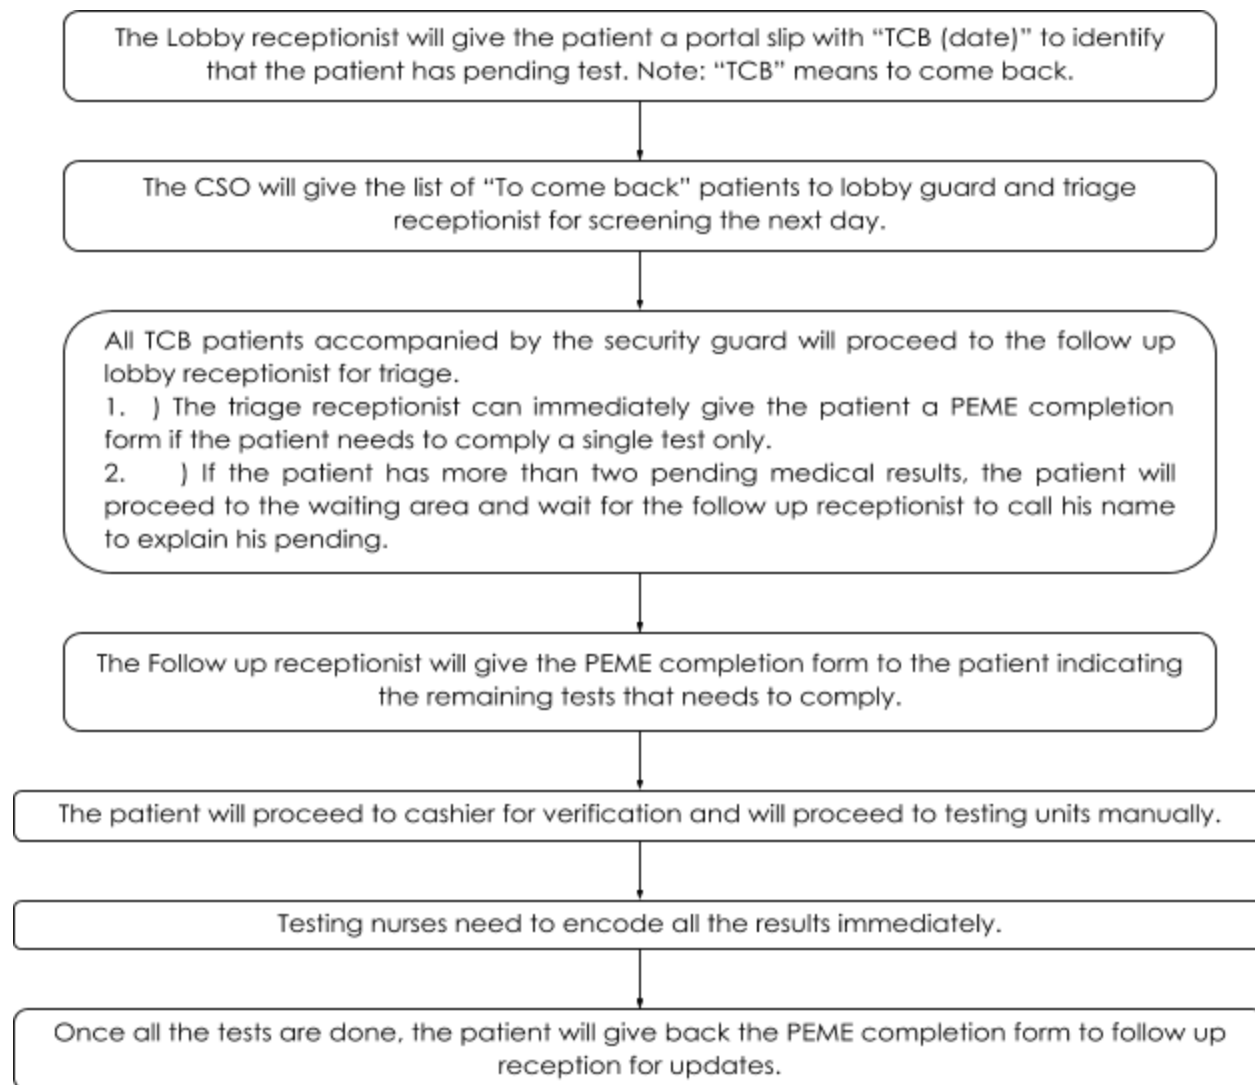 The Lobby receptionist will give the patient a portal slip with “TCB (date)” to identify
that the patient has pending test. Note: “TCB” means to come back.
The CSO will give the list of “To come back” patients to lobby guard and triage
receptionist for screening the next day.
All TCB patients accompanied by the security guard will proceed to the follow up
lobby receptionist for triage.
1. ) The triage receptionist can immediately give the patient a PEME completion
form if the patient needs to comply a single test only.
2. ) If the patient has more than two pending medical results, the patient will
proceed to the waiting area and wait for the follow up receptionist to call his name
to explain his pending.
The Follow up receptionist will give the PEME completion form to the patient indicating
the remaining tests that needs to comply.
The patient will proceed to cashier for verification and will proceed to testing units manually.
Testing nurses need to encode all the results immediately.
Once all the tests are done, the patient will give back the PEME completion form to follow up
reception for updates.